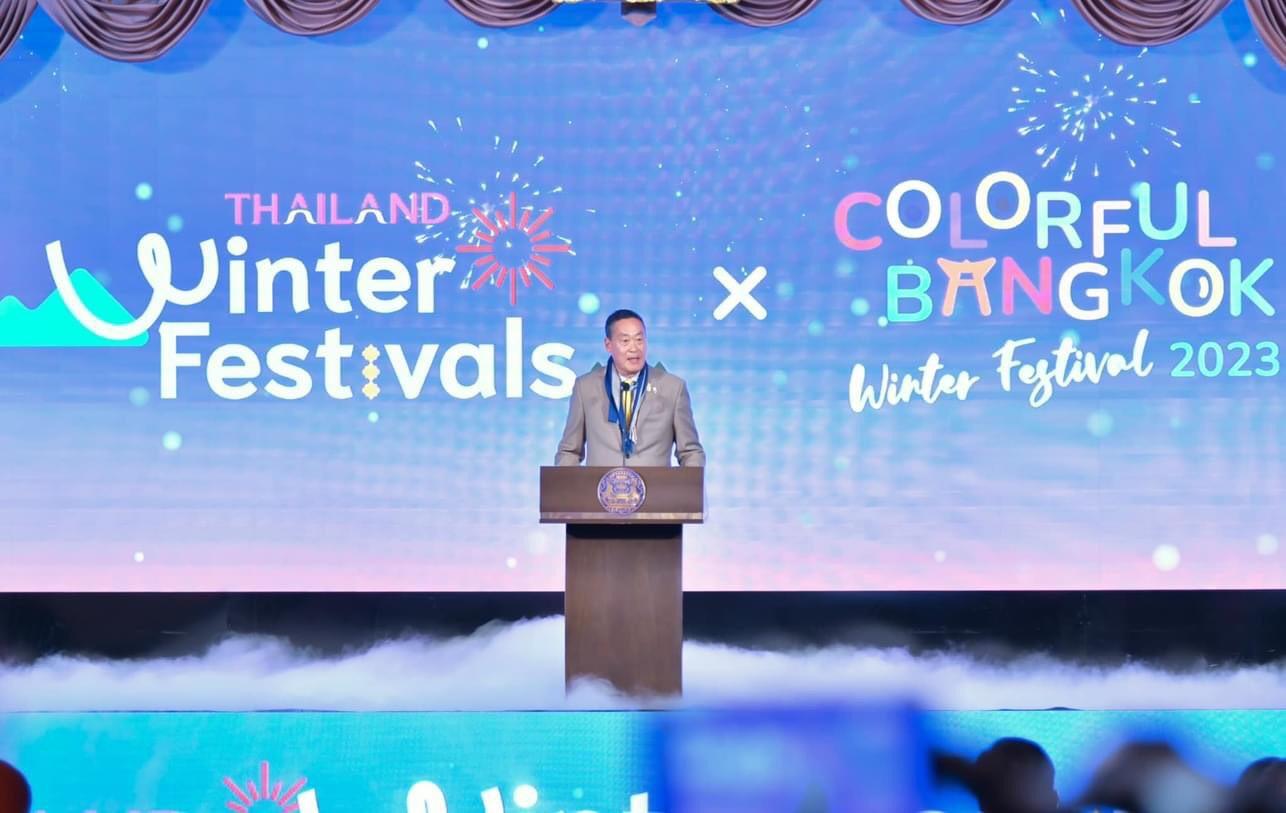 THAILAND
Winter
Festivals
×
COLORFUL
BANGKOK
Winter Festival 2023